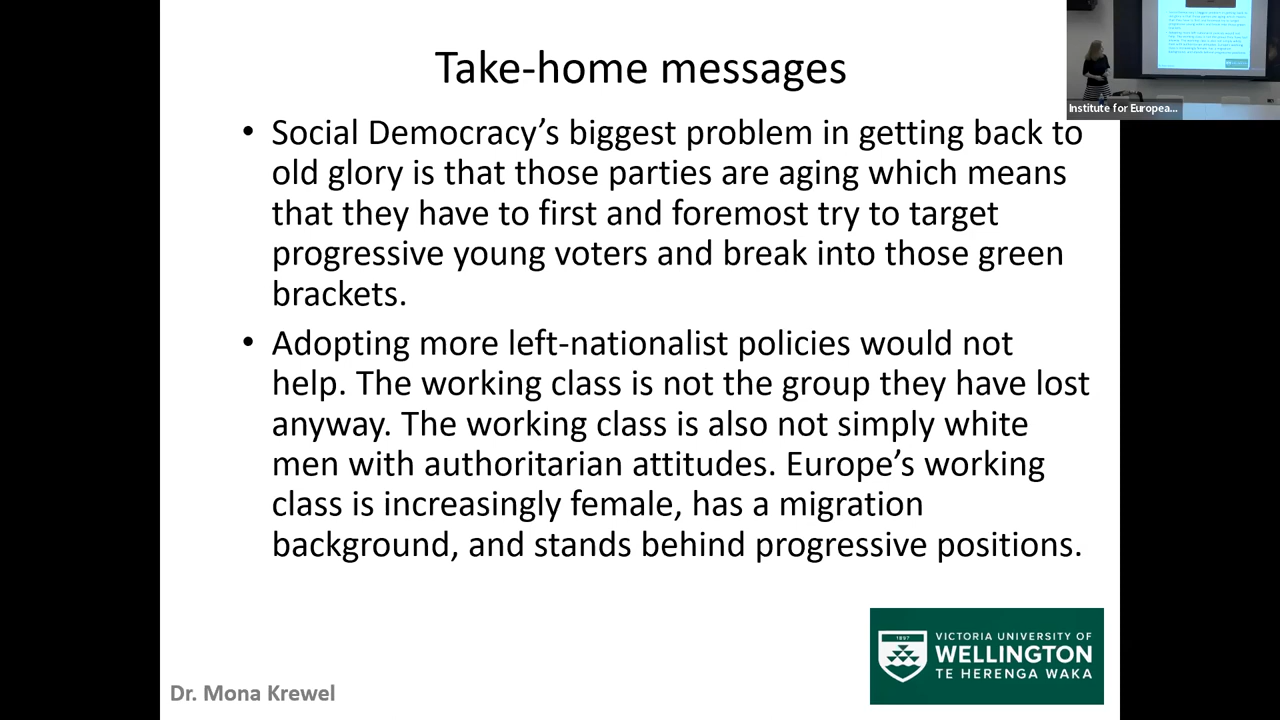 Take-home messages
Institute for Europea...
• Social Democracy’s biggest problem in getting back to
old glory is that those parties are aging which means
that they have to first and foremost try to target
progressive young voters and break into those green
brackets.
• Adopting more left-nationalist policies would not
help. The working class is not the group they have lost
anyway. The working class is also not simply white
men with authoritarian attitudes. Europe’s working
class is increasingly female, has a migration
background, and stands behind progressive positions.
1897
VICTORIA UNIVERSITY OF
WELLINGTON
TE HERENGA WAKA
Dr. Mona Krewel